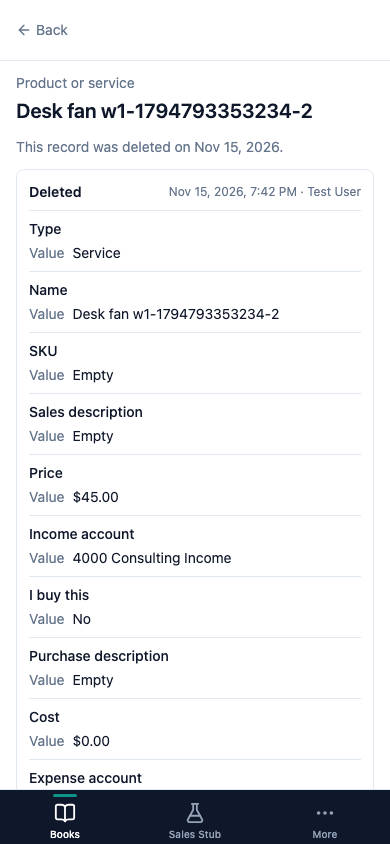 Back
Product or service
Desk fan w1-1794793353234-2
This record was deleted on Nov 15, 2026.
Deleted Nov 15, 2026, 7:42 PM · Test User
Type
Value Service
Name
Value Desk fan w1-1794793353234-2
SKU
Value Empty
Sales description
Value Empty
Price
Value $45.00
Income account
Value 4000 Consulting Income
I buy this
Value No
Purchase description
Value Empty
Cost
Value $0.00
Expense account
Books Sales Stub More